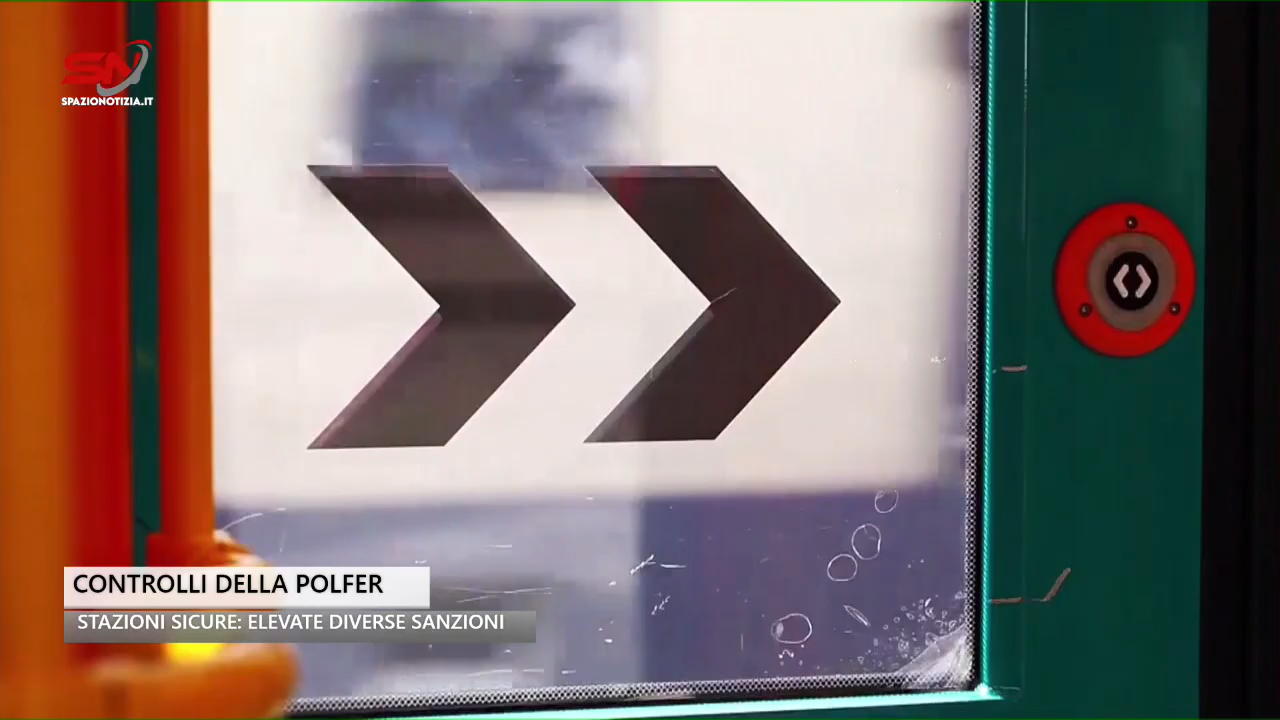 SN
SPAZIONOTIZIA.IT
CONTROLLI DELLA POLFER
STAZIONI SICURE: ELEVATE DIVERSE SANZIONI